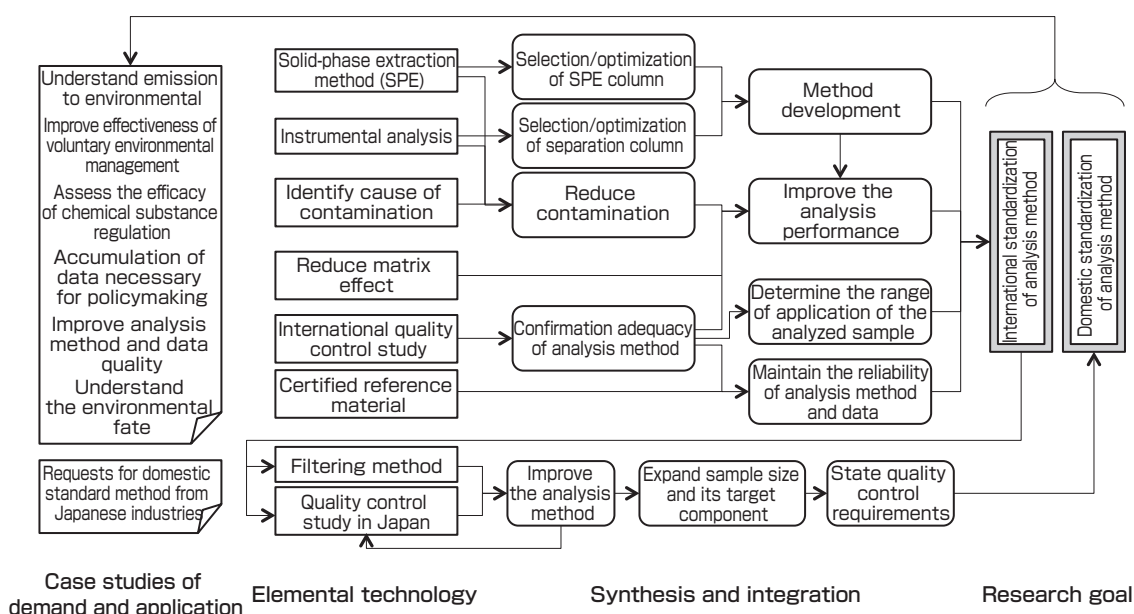 Understand emission
to environmental
Improve effectiveness of
voluntary environmental
management
Assess the efficacy
of chemical substance
regulation
Accumulation of
data necessary
for policymaking
Improve analysis
method and data
quality
Understand
the environmental
fate
Requests for domestic
standard method from
Japanese industries
Solid-phase extraction
method (SPE)
Instrumental analysis
Identify cause of
contamination
Reduce matrix
effect
International quality
control study
Certified reference
material
Filtering method
Quality control
study in Japan
Selection/optimization
of SPE column
Selection/optimization
of separation column
Reduce
contamination
Confirmation adequacy
of analysis method
Method
development
Improve the
analysis
performance
Determine the range
of application of the
analyzed sample
Maintain the reliability
of analysis method
and data
Improve
the analysis
method
Expand sample size
and its target
component
State quality
control
requirements
International standardization
of analysis method
Domestic standardization
of analysis method
Case studies of
demand and application
Elemental technology
Synthesis and integration
Research goal